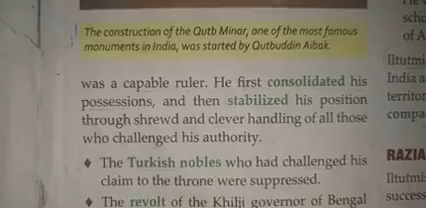 The construction of the Qutb Minar, one of the most famous
monuments in India, was started by Qutbuddin Aibak.
was a capable ruler. He first consolidated his
possessions, and then stabilized his position
through shrewd and clever handling of all those
who challenged his authority.
♦ The Turkish nobles who had challenged his
claim to the throne were suppressed.
♦ The revolt of the Khilji governor of Bengal
of A
Iltutmi
India a
territor
compa
RAZIA
Iltutmi
success